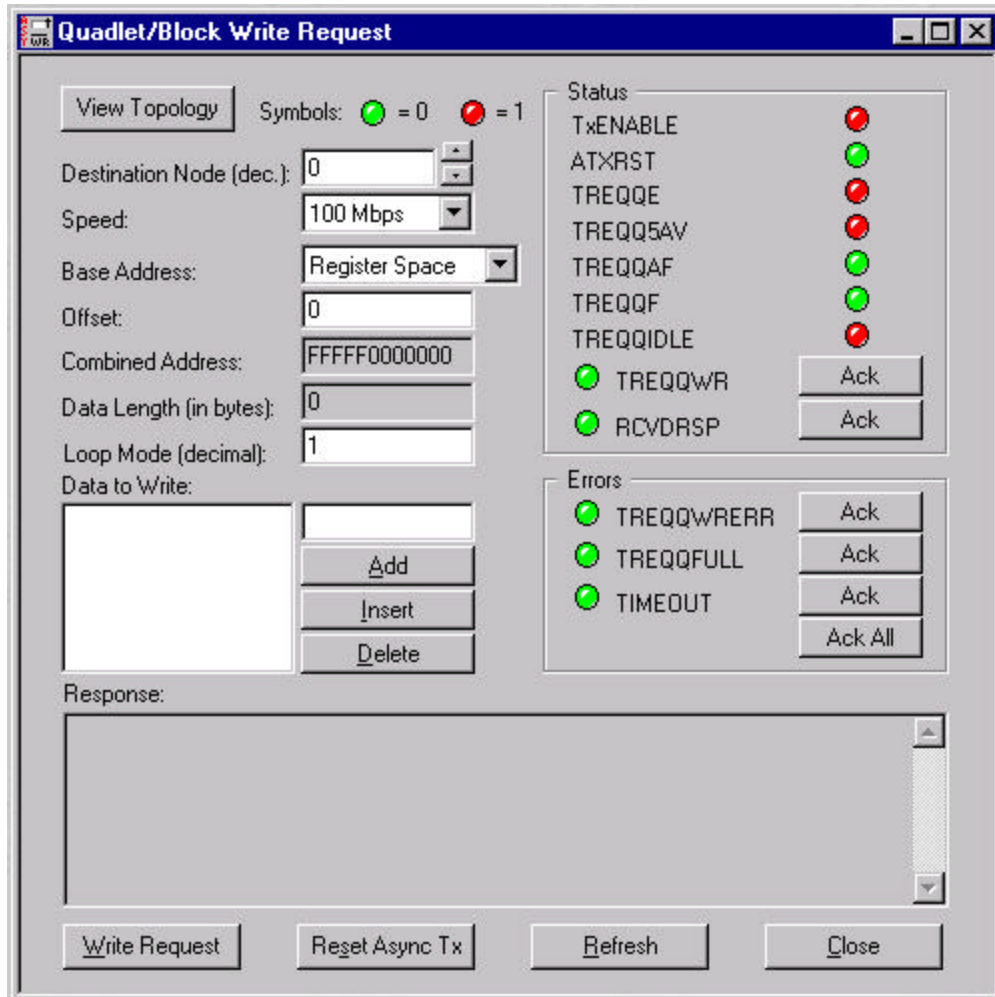 Quadlet/Block Write Request
View Topology
Symbols: = 0 = 1
Destination Node (dec.): 0
Speed: 100 Mbps
Base Address: Register Space
Offset: 0
Combined Address: FFFFF0000000
Data Length (in bytes): 0
Loop Mode (decimal): 1
Data to Write:
Add
Insert
Delete
Status
TxENABLE
ATXRST
TREQQE
TREQQ5AV
TREQQAF
TREQQF
TREQQIDLE
TREQQWR Ack
RCVDRSP Ack
Errors
TREQQWRERR Ack
TREQQFULL Ack
TIMEOUT Ack
Ack All
Response:
Write Request Reset Async Tx Refresh Close